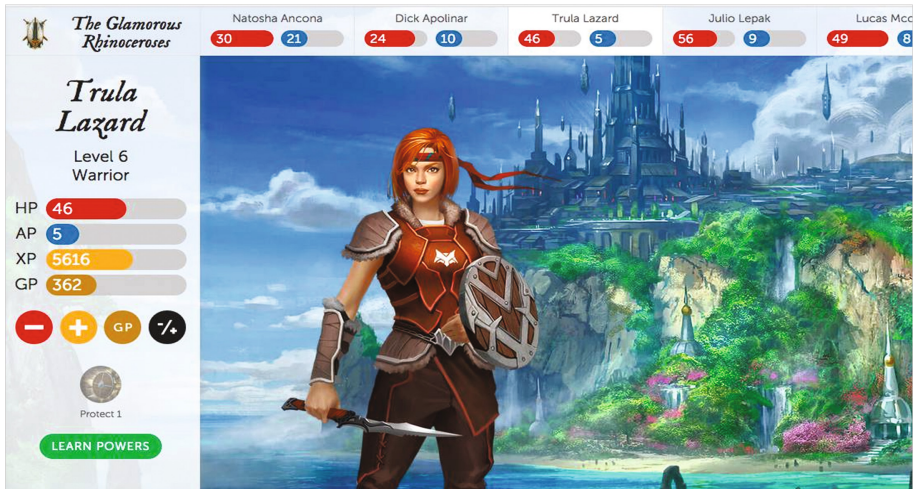 The Glamorous
Rhinoceroses
Natosha Ancona
30 21
Dick Apolinar
24 10
Trula Lazard
46 5
Julio Lepak
56 9
Lucas
49 8
Trula
Lazard
Level 6
Warrior
HP 46
AP 5
XP 5616
GP 362
GP
-/+
Protect 1
LEARN POWERS